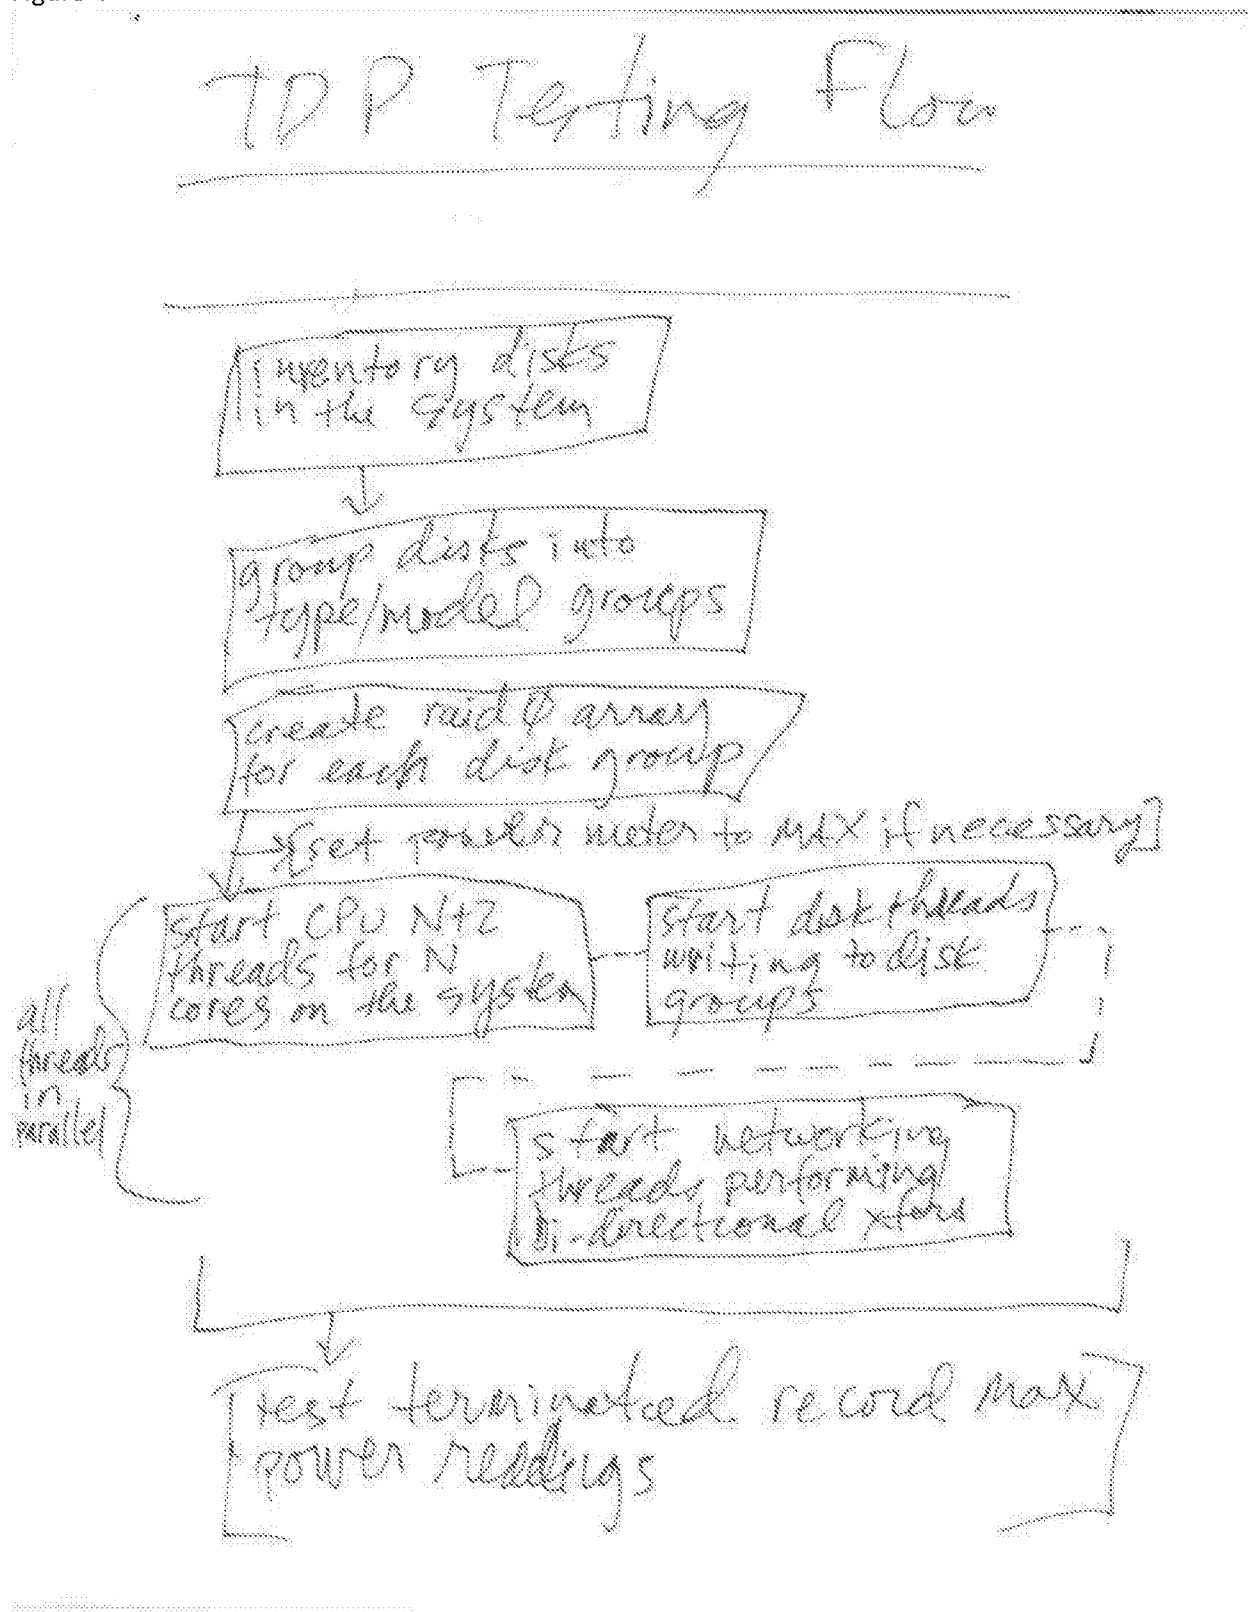 TDP Testing Flow
inventory disks
in the system
group disks into
type/model groups
create raid0 array
for each disk group
[set power meter to MAX if necessary]
start CPU N+2
threads for N
cores on the system
start disk threads
writing to disk
groups
all
threads
in
parallel
start networking
threads performing
bi-directional xfers
test terminated record max
power readings